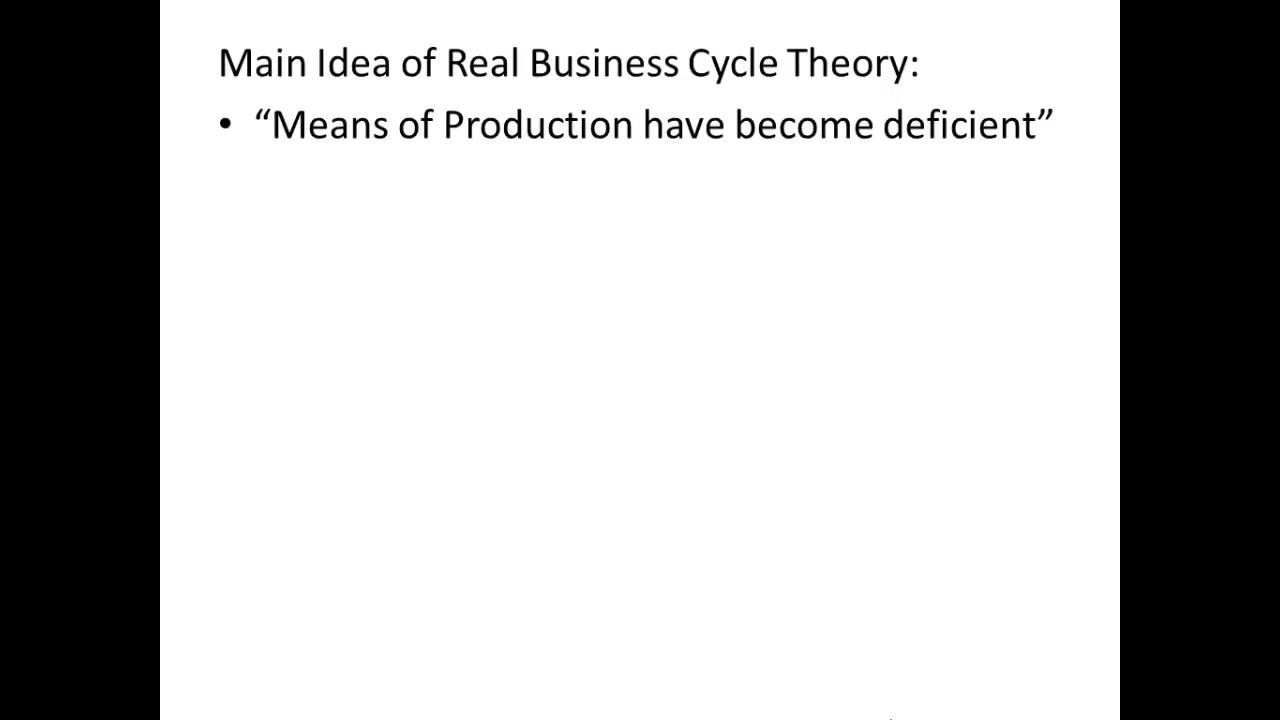 Main Idea of Real Business Cycle Theory:
• “Means of Production have become deficient”